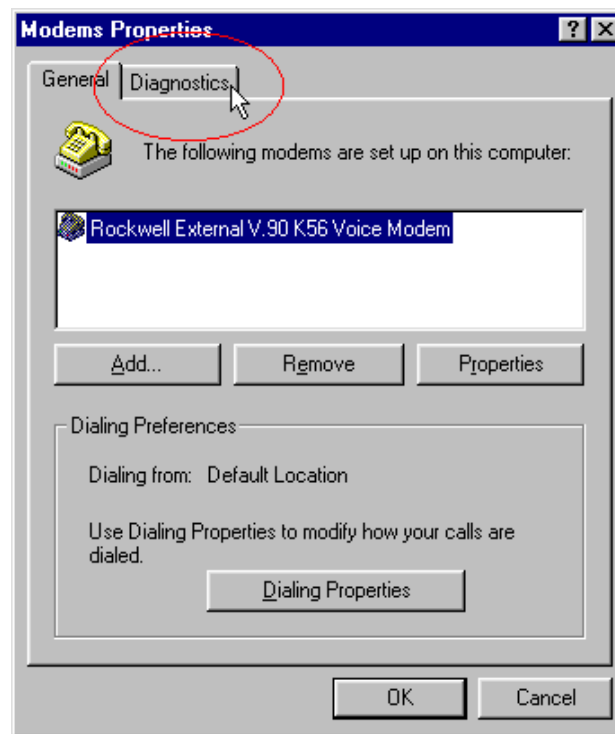 Modems Properties
General
Diagnostics
The following modems are set up on this computer:
Rockwell External V.90 K56 Voice Modem
Add...
Remove
Properties
Dialing Preferences
Dialing from: Default Location
Use Dialing Properties to modify how your calls are
dialed.
Dialing Properties
OK
Cancel